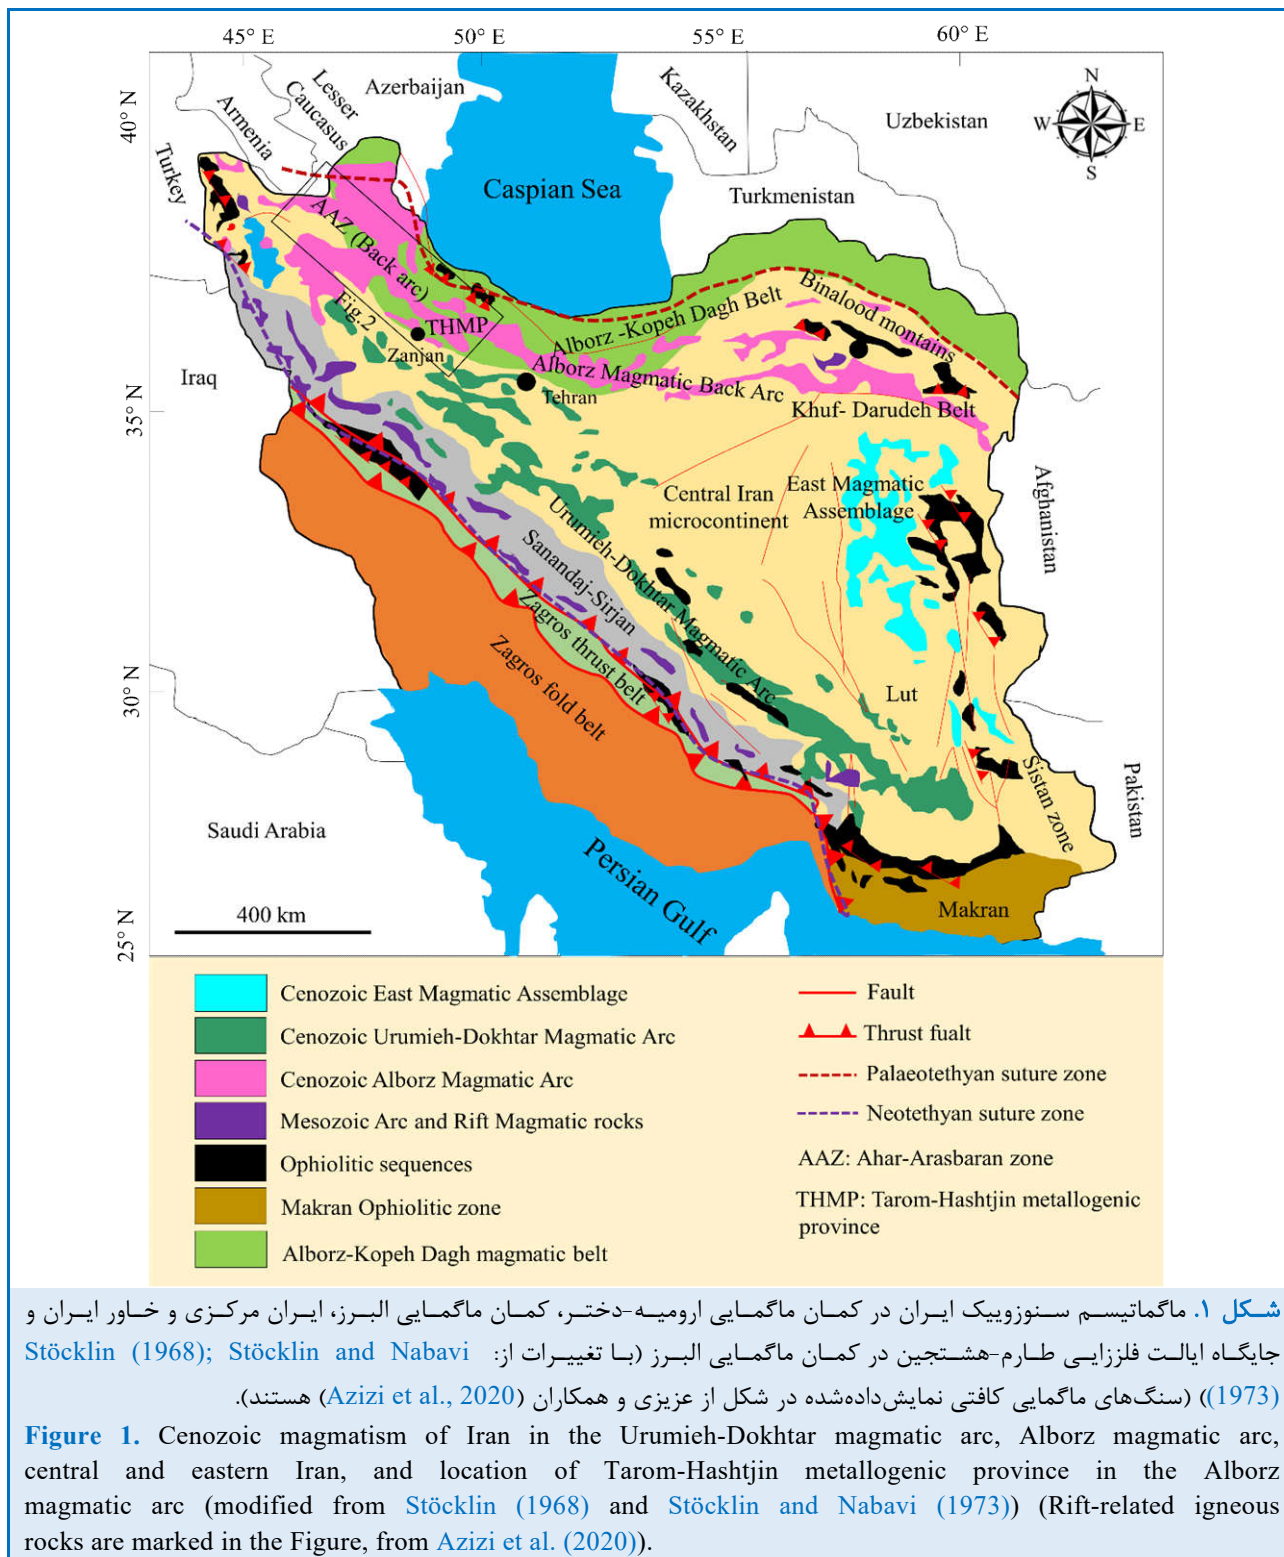 45° E
50° E
55° E
60° E
40° N
35° N
30° N
25° N
Turkey
Armenia
Lesser
Caucasus
Azerbaijan
Kazakhstan
Uzbekistan
N
W
E
S
Caspian Sea
Turkmenistan
AAZ (Back arc)
Fig.2
THMP
Zanjan
Tehran
Alborz -Kopeh Dagh Belt
Binalood montains
Alborz Magmatic Back Arc
Khuf- Darudeh Belt
Iraq
Central Iran
microcontinent
East Magmatic
Assemblage
Afghanistan
Urumieh-Dokhtar Magmatic Arc
Sanandaj-Sirjan
Zagros thrust belt
Zagros fold belt
Lut
Sistan zone
Pakistan
Saudi Arabia
Persian Gulf
Makran
400 km
Cenozoic East Magmatic Assemblage
Cenozoic Urumieh-Dokhtar Magmatic Arc
Cenozoic Alborz Magmatic Arc
Mesozoic Arc and Rift Magmatic rocks
Ophiolitic sequences
Makran Ophiolitic zone
Alborz-Kopeh Dagh magmatic belt
Fault
Thrust fualt
Palaeotethyan suture zone
Neotethyan suture zone
AAZ: Ahar-Arasbaran zone
THMP: Tarom-Hashtjin metallogenic
province
شکل ۱. ماگماتیسم سنوزوییک ایران در کمان ماگمایی ارومیه-دختر، کمان ماگمایی البرز، ایران مرکزی و خاور ایران و
جایگاه ایالت فلززایی طارم-هشتجین در کمان ماگمایی البرز (با تغییرات از: Stöcklin (1968); Stöcklin and Nabavi
(1973)) (سنگ‌های ماگمایی کافتی نمایش‌داده‌شده در شکل از عزیزی و همکاران (Azizi et al., 2020) هستند).
Figure 1. Cenozoic magmatism of Iran in the Urumieh-Dokhtar magmatic arc, Alborz magmatic arc,
central and eastern Iran, and location of Tarom-Hashtjin metallogenic province in the Alborz
magmatic arc (modified from Stöcklin (1968) and Stöcklin and Nabavi (1973)) (Rift-related igneous
rocks are marked in the Figure, from Azizi et al. (2020)).